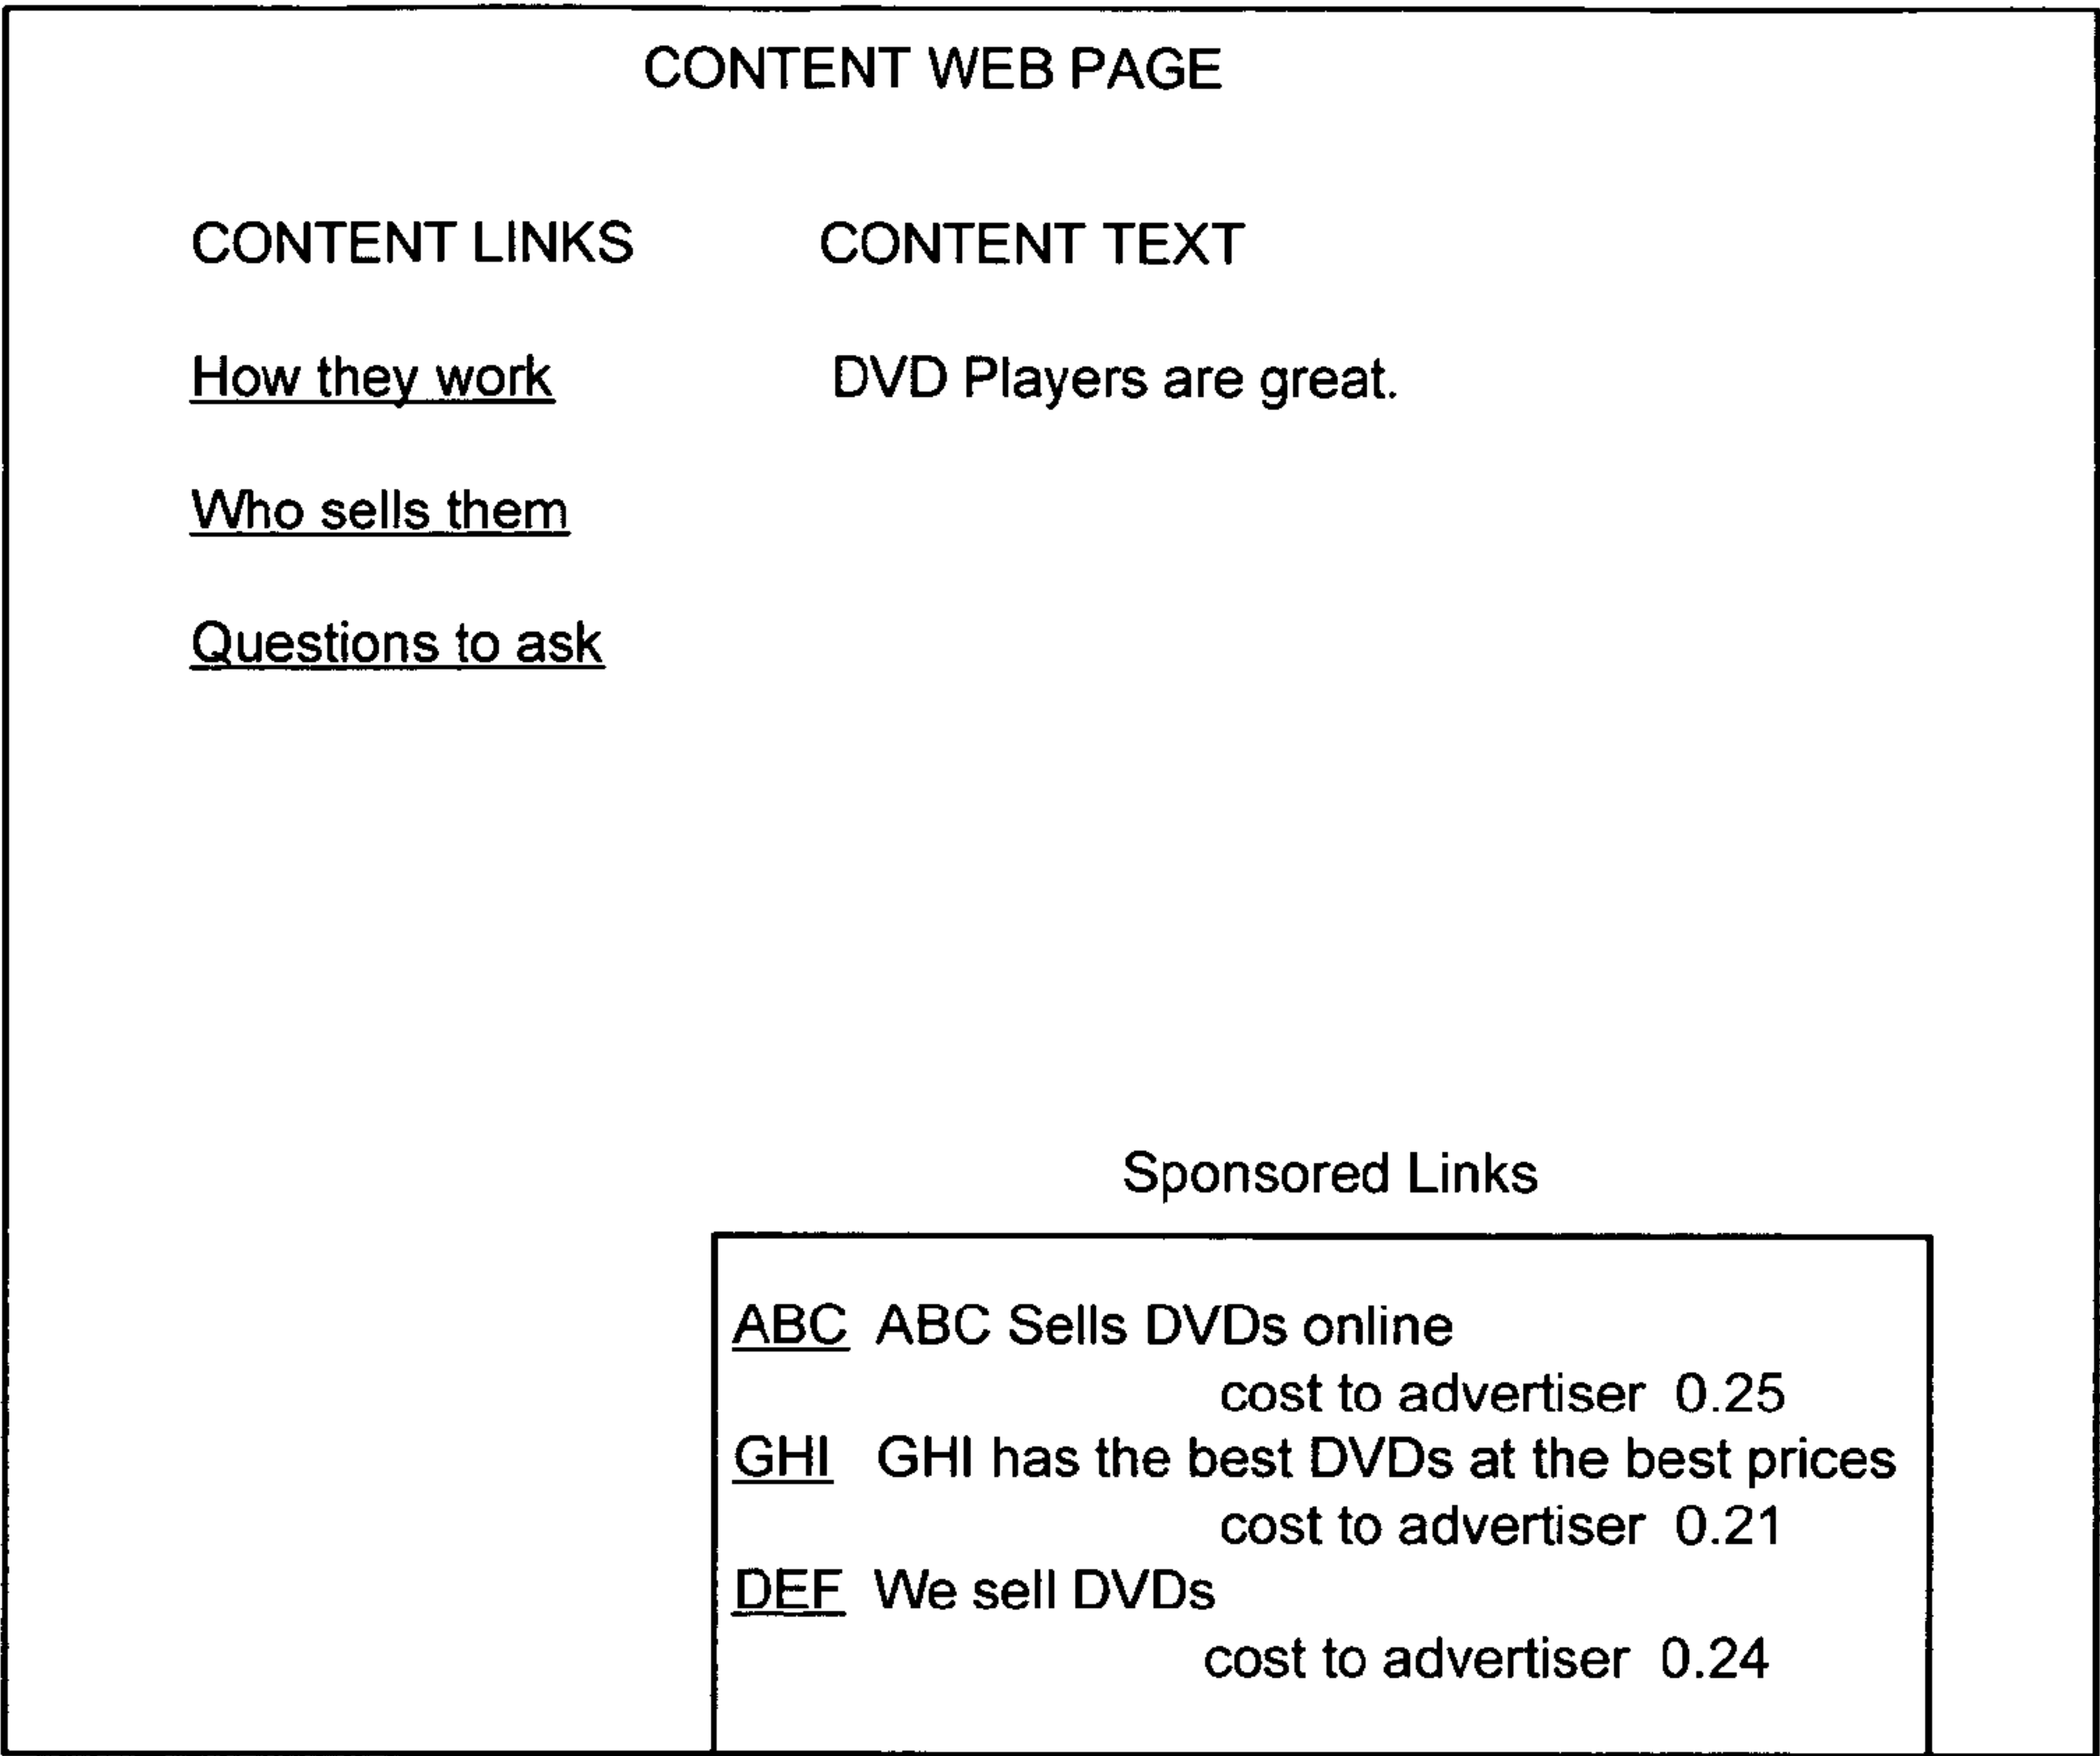 CONTENT WEB PAGE
CONTENT LINKS CONTENT TEXT
How they work DVD Players are great.
Who sells them
Questions to ask
Sponsored Links
ABC ABC Sells DVDs online
cost to advertiser 0.25
GHI GHI has the best DVDs at the best prices
cost to advertiser 0.21
DEF We sell DVDs
cost to advertiser 0.24